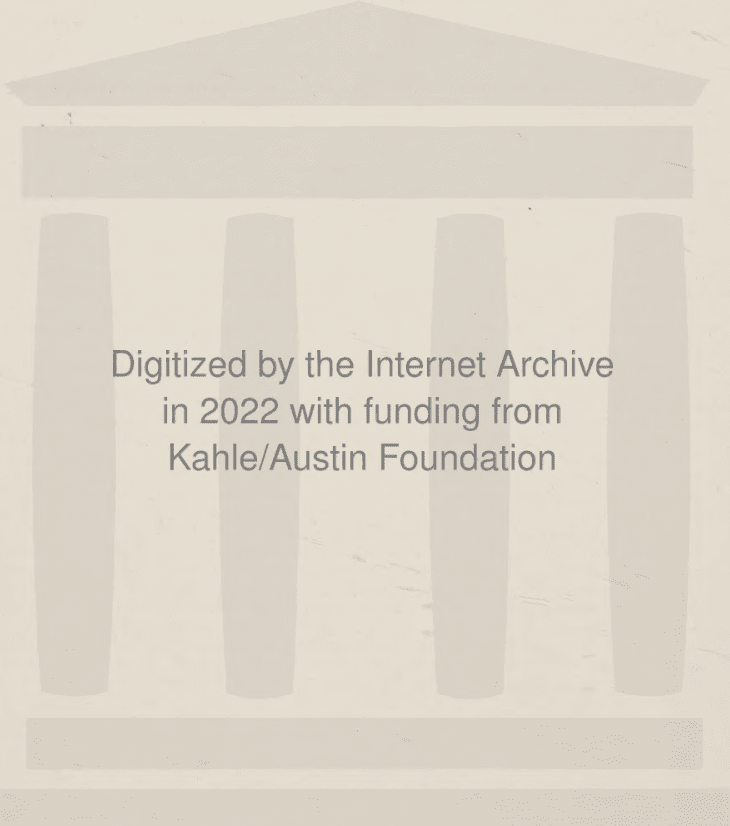 Digitized by the Internet Archive
in 2022 with funding from
Kahle/Austin Foundation